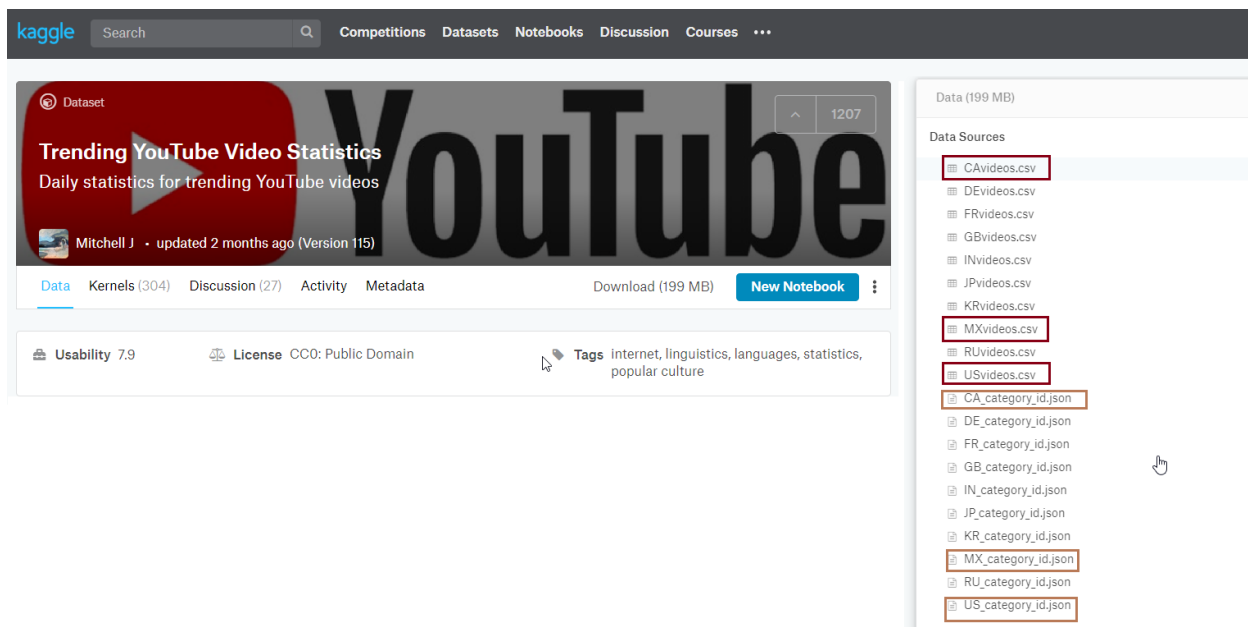 kaggle
Search
Competitions Datasets Notebooks Discussion Courses
Dataset
1207
YouTube
Trending YouTube Video Statistics
Daily statistics for trending YouTube videos
Mitchell J • updated 2 months ago (Version 115)
Data Kernels (304) Discussion (27) Activity Metadata Download (199 MB) New Notebook
Usability 7.9 License CC0: Public Domain Tags internet, linguistics, languages, statistics,
popular culture
Data (199 MB)
Data Sources
CAvideos.csv
DEvideos.csv
FRvideos.csv
GBvideos.csv
INvideos.csv
JPvideos.csv
KRvideos.csv
MXvideos.csv
RUvideos.csv
USvideos.csv
CA_category_id.json
DE_category_id.json
FR_category_id.json
GB_category_id.json
IN_category_id.json
JP_category_id.json
KR_category_id.json
MX_category_id.json
RU_category_id.json
US_category_id.json